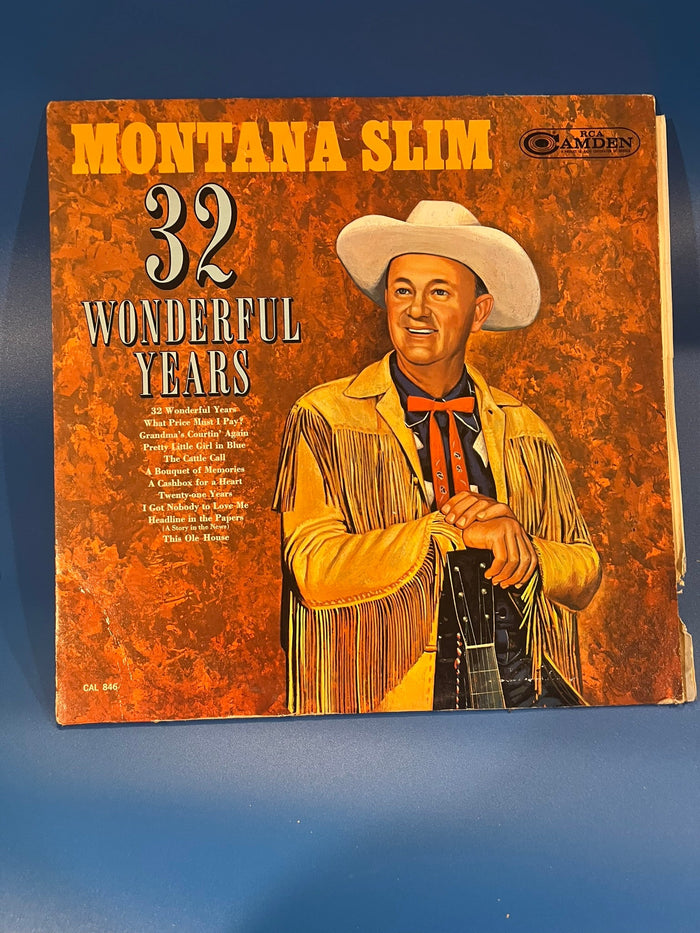 MONTANA SLIM
RCA
CAMDEN
32
WONDERFUL
YEARS
32 Wonderful Years
What Price Must I Pay?
Grandma's Courtin' Again
Pretty Little Girl in Blue
The Cattle Call
A Bouquet of Memories
A Cashbox for a Heart
Twenty-one Years
I Got Nobody to Love Me
Headline in the Papers
(A Story in the News)
This Ole House
CAL 846